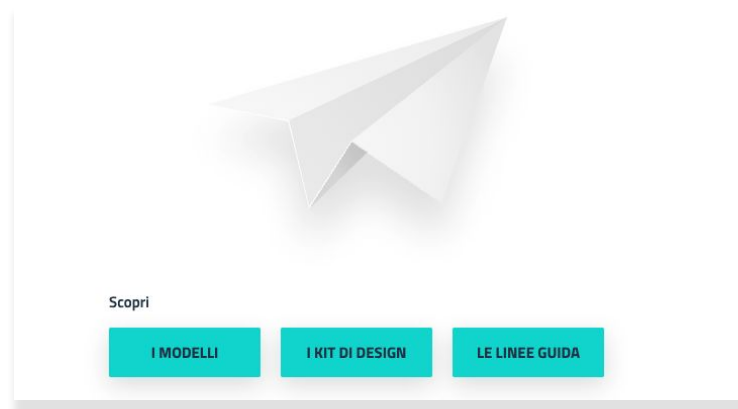 Scopri
I MODELLI
I KIT DI DESIGN
LE LINEE GUIDA